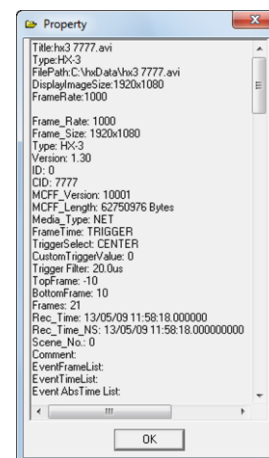 Property
Title:hx3 7777.avi
Type:HX-3
FilePath:C:\hxData\hx3 7777.avi
DisplayImageSize:1920x1080
FrameRate:1000
Frame_Rate: 1000
Frame_Size: 1920x1080
Type: HX-3
Version: 1.30
ID: 0
CID: 7777
MCFF_Version: 10001
MCFF_Length: 62750976 Bytes
Media_Type: NET
FrameTime: TRIGGER
TriggerSelect: CENTER
CustomTriggerValue: 0
Trigger Filter: 20.0us
TopFrame: -10
BottomFrame: 10
Frames: 21
Rec_Time: 13/05/09 11:58:18.000000
Rec_Time_NS: 13/05/09 11:58:18.000000000
Scene_No.: 0
Comment:
EventFrameList:
EventTimeList:
Event AbsTime List:
OK